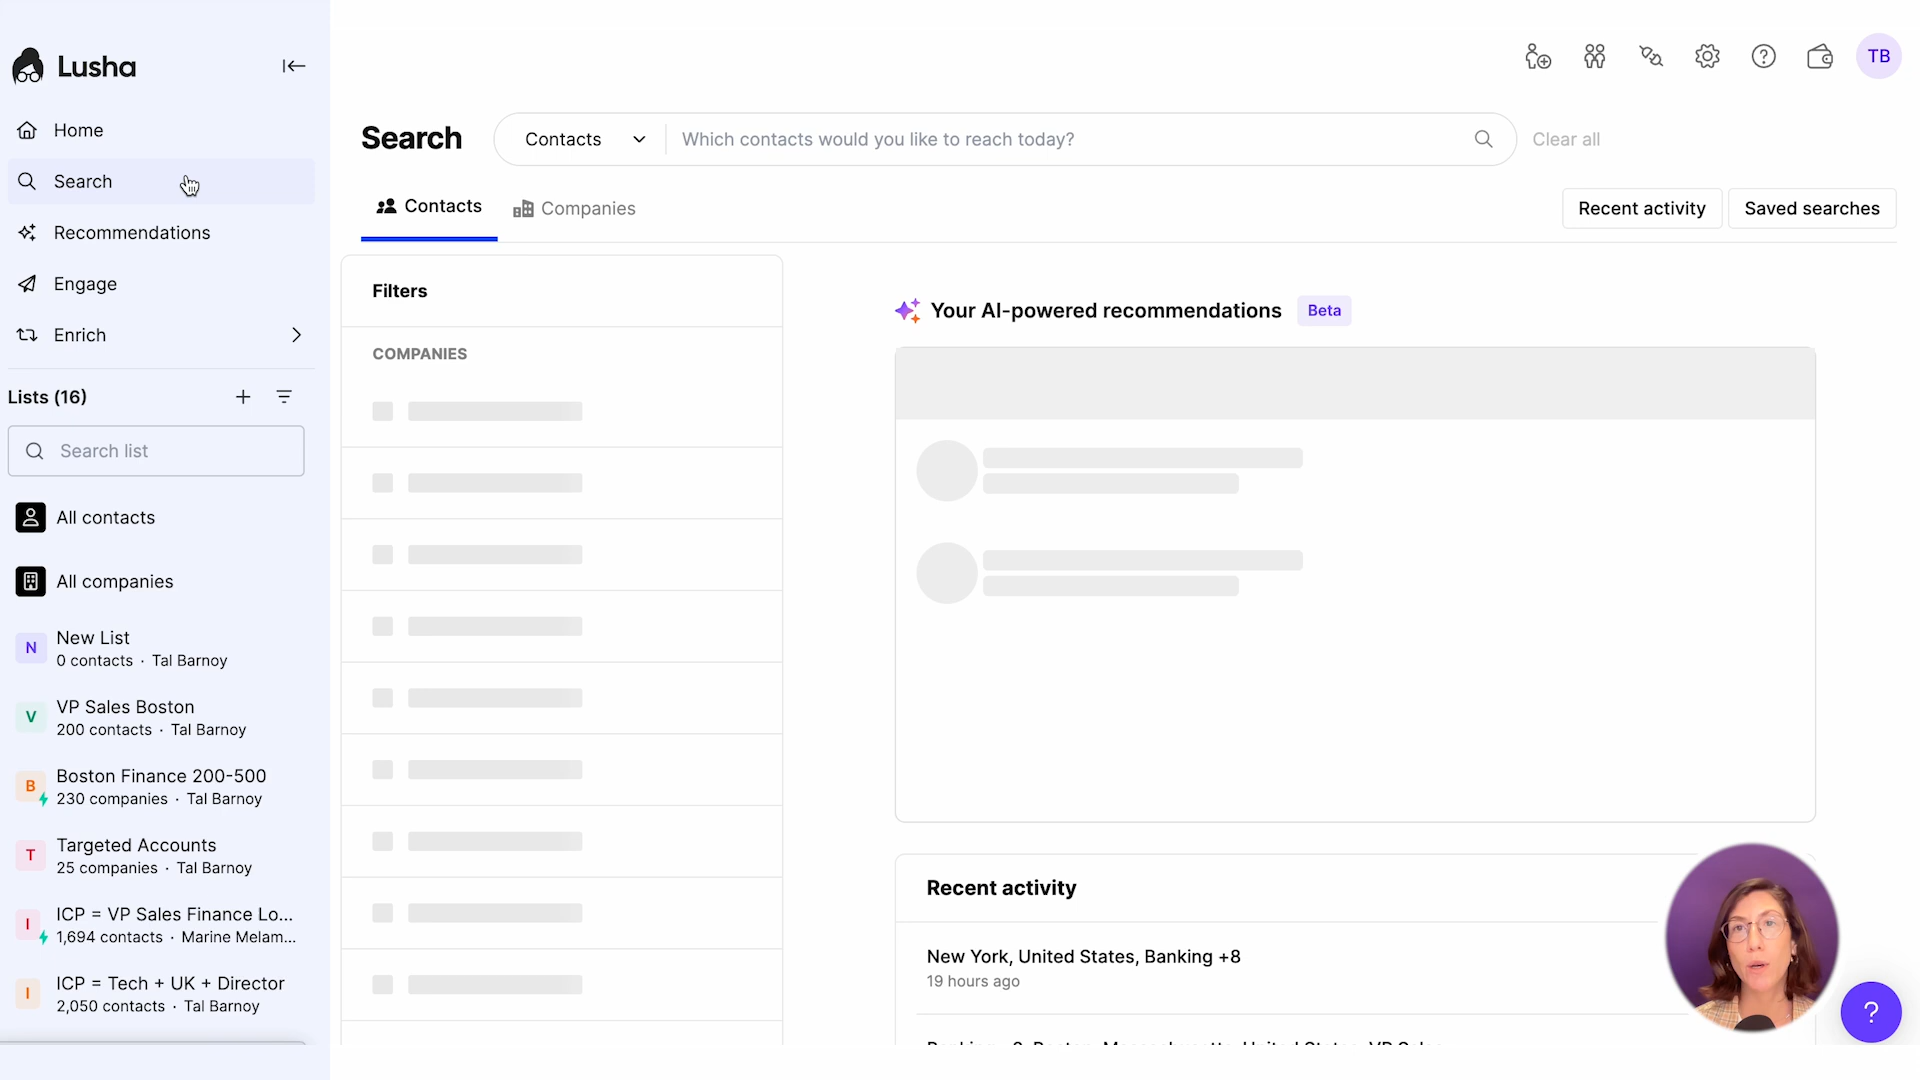 Lusha
TB
Home
Search
Recommendations
Engage
Enrich
Lists (16)
Search list
All contacts
All companies
N
New List
0 contacts · Tal Barnoy
V
VP Sales Boston
200 contacts · Tal Barnoy
B
Boston Finance 200-500
230 companies · Tal Barnoy
T
Targeted Accounts
25 companies · Tal Barnoy
I
ICP = VP Sales Finance Lo...
1,694 contacts · Marine Melam...
I
ICP = Tech + UK + Director
2,050 contacts · Tal Barnoy
Search
Contacts
Which contacts would you like to reach today?
Clear all
Contacts
Companies
Recent activity
Saved searches
Filters
COMPANIES
Your AI-powered recommendations
Beta
Recent activity
New York, United States, Banking +8
19 hours ago
?